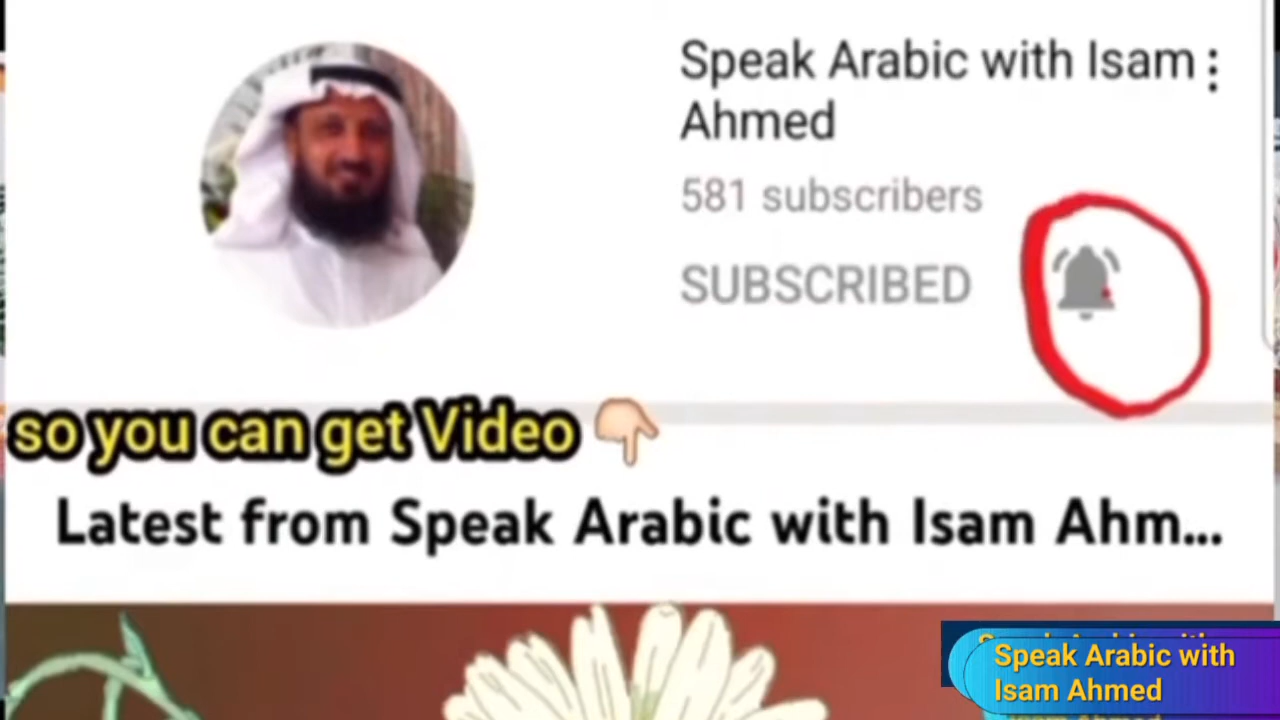 Speak Arabic with Isam
Ahmed
581 subscribers
SUBSCRIBED
so you can get Video
Latest from Speak Arabic with Isam Ahm...
Speak Arabic with
Isam Ahmed